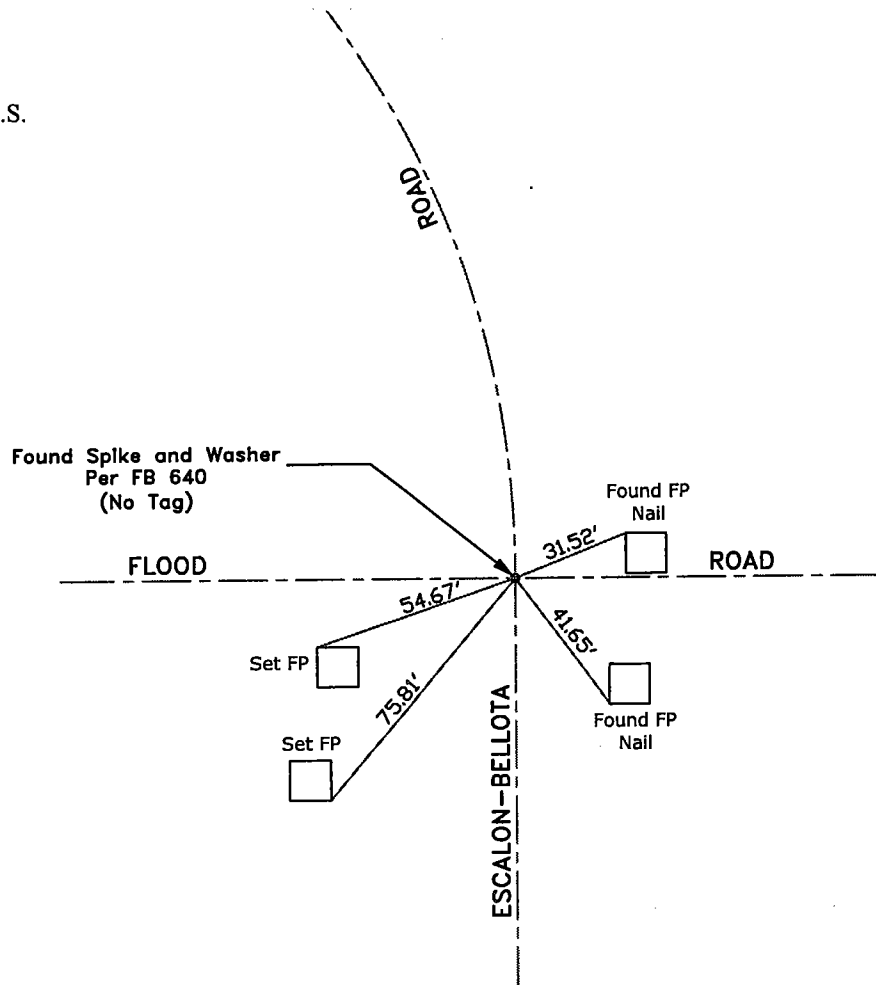 .S.
ROAD
Found Spike and Washer
Per FB 640
(No Tag)
Found FP
Nail
31.52'
FLOOD
ROAD
54.67'
41.65'
Set FP
75.81'
Set FP
Found FP
Nail
ESCALON-BELLOTA